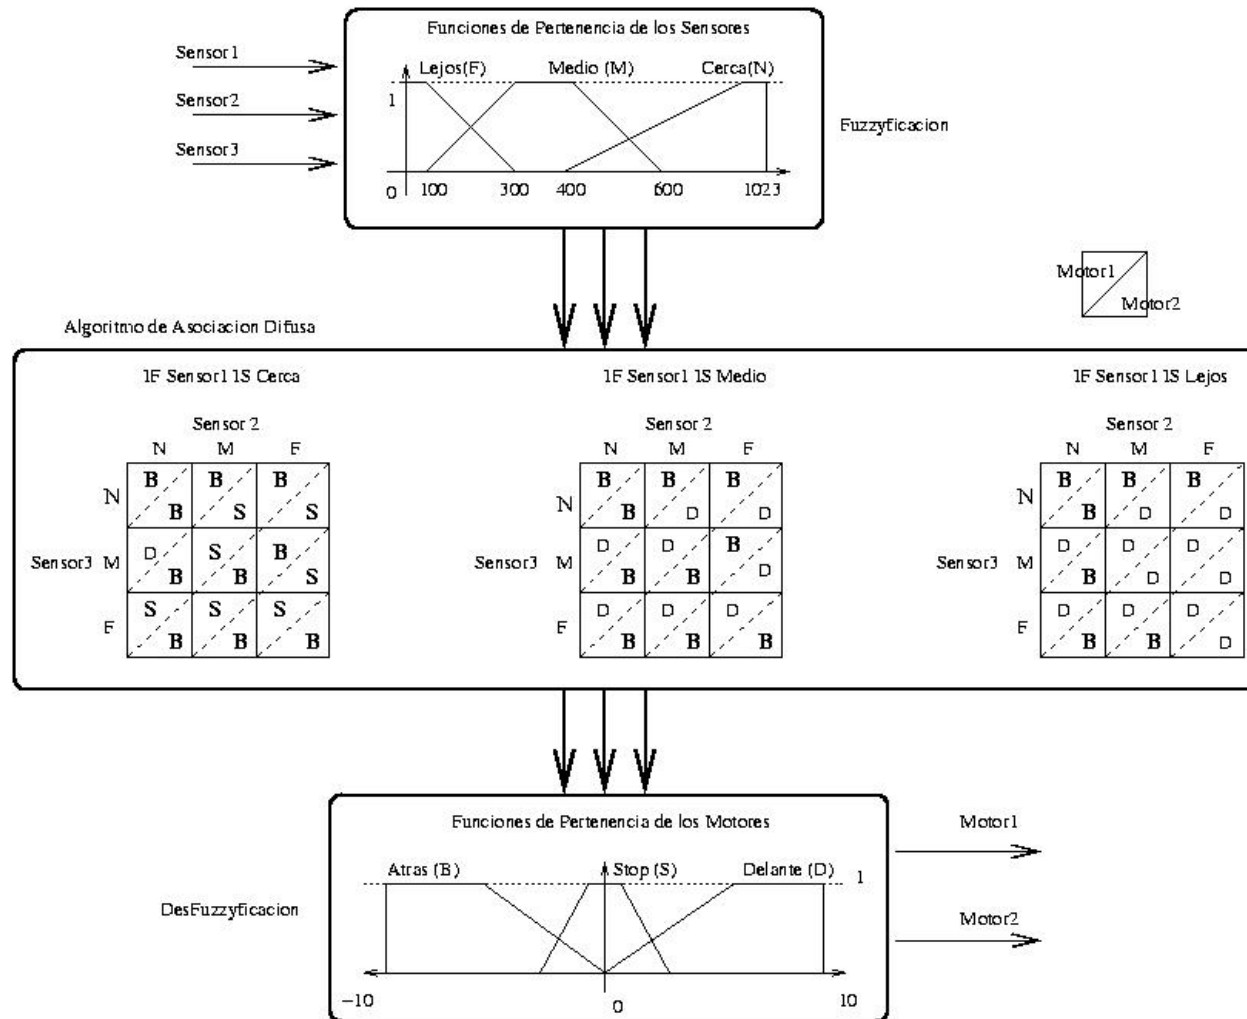 Funciones de Pertenencia de los Sensores
Sensor1
Sensor2
Sensor3
Lejos(F) Medio (M) Cerca(N)
1
0 100 300 400 600 1023
Fuzzyficacion
Motor1
Motor2
Algoritmo de Asociacion Difusa
IF Sensor1 IS Cerca
Sensor 2
N M F
N
B B B
B S S
Sensor3 M
D S B
B B S
F
S S S
B B B
IF Sensor1 IS Medio
Sensor 2
N M F
N
B B B
B D D
Sensor3 M
D D B
B B D
F
D D D
B B B
IF Sensor1 IS Lejos
Sensor 2
N M F
N
B B B
B D D
Sensor3 M
D D D
B D D
F
D D D
B B D
Funciones de Pertenencia de los Motores
Atras (B) Stop (S) Delante (D) 1
DesFuzzyficacion
-10 0 10
Motor1
Motor2